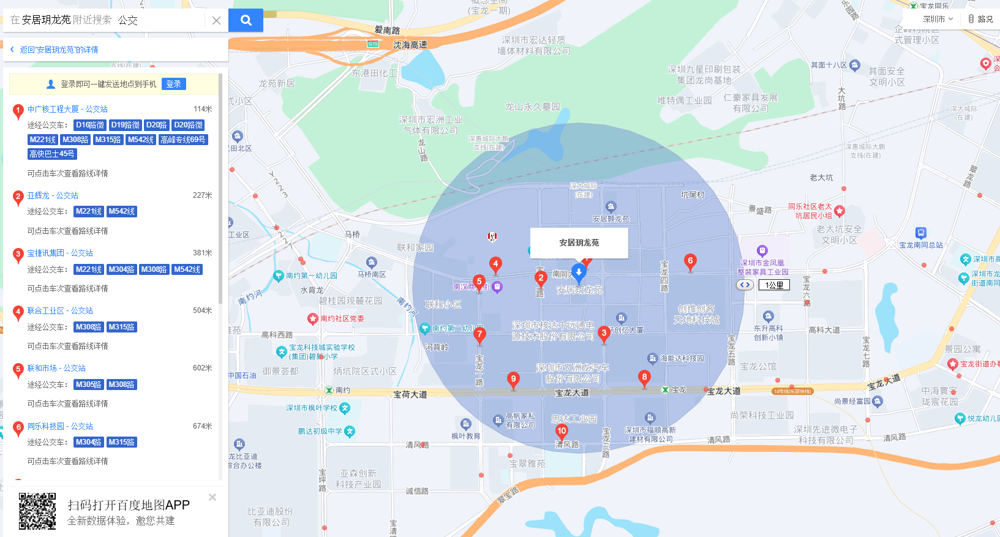 在 安居玥龙苑 附近搜索 公交
返回"安居玥龙苑"的详情
登录即可一键发送地点到手机 登录
1 中广核工程大厦 - 公交站 114米
途经公交车： D16路微 D19路微 D20路 D20路微
M221线 M308路 M315路 M542线 高峰专线69号
高快巴士45号
可点击车次查看路线详情
2 亚辉龙 - 公交站 227米
途经公交车： M221线 M542线
可点击车次查看路线详情
3 宝捷讯集团 - 公交站 381米
途经公交车： M221线 M304路 M308路 M542线
可点击车次查看路线详情
4 联合工业区 - 公交站 504米
途经公交车： M308路 M315路
可点击车次查看路线详情
5 联和市场 - 公交站 602米
途经公交车： M305路 M308路
可点击车次查看路线详情
6 同乐科技园 - 公交站 674米
途经公交车： M304路 M315路
可点击车次查看路线详情
扫码打开百度地图APP
全新数据体验，邀您共建
(宝龙一期)
宝龙同乐
深圳市
路况
式管理小区
爱南路
G15
沈海高速
深圳市宏达轻质
墙体材料有限公司
支线(在建)
龙苑新居
东港田化工
深圳九星印刷包装
集团龙岗基地
其面十八区
其面安全
文明小区
大坑路
唯特偶工业园
仁豪家具发展
有限公司
深大城际
(在建)
龙山永久墓园
深圳市宏洲工业
气体有限公司
龙山路
深惠城际大鹏
支线(在建)
深惠城际大鹏
支线(在建)
翠龙路
Y223
老大坑
深大城际
(在建)
坑尾村
安居颢龙苑
景盛路
同乐社区老太
坑居民小组
老太坑安全
文明小区
宝龙南同总站
工业区
马桥
联和家园
安居玥龙苑
安居玥龙苑
4
5
2
6
南同大
宝龙四路
深圳市金凤凰
整装家具工业园
1公里
宝龙六路
南约第一幼儿园
马桥南区
水背龙
碧桂园观麓花园
南约河
南约河
联和小区
南约社区党委
创维创客
天地科技城
东升高科
创新小镇
高科大道
宝龙七路
宝龙五路
深圳市核达中远通电
源技术股份有限公司
3
7
河背岭
高科西路
宝龙科技城实验学校
(集团)碧新小学
御景荟都
炳坑院区式小区
中国石油
宝龙一路
深圳市五洲龙汽车
股份有限公司
海能达科技园
宝龙公馆
景园公寓
9
8
南约
宝荷大道
宝龙大道
宝龙
宝龙大道
14号线(东部快线)
宝龙大道
尚景经富园
中海寰宇
珑宸花园
深圳市枫叶学校
鹏达初级中学
枫叶教育
高帆家私
有限公司
思达工业园
10
清风路
清风路
宝龙三路
深圳市福顺高新
建材有限公司
清风路
清风路
尚荣科技工业园
深圳先进微电子
科技有限公司
悦龙幼儿园
龙比亚迪
综合办公楼
亚森创新
科技产业园
宝坪路
宝翠雅苑
诚信路
翠宝路
比亚迪股份
有限公司
宝清路